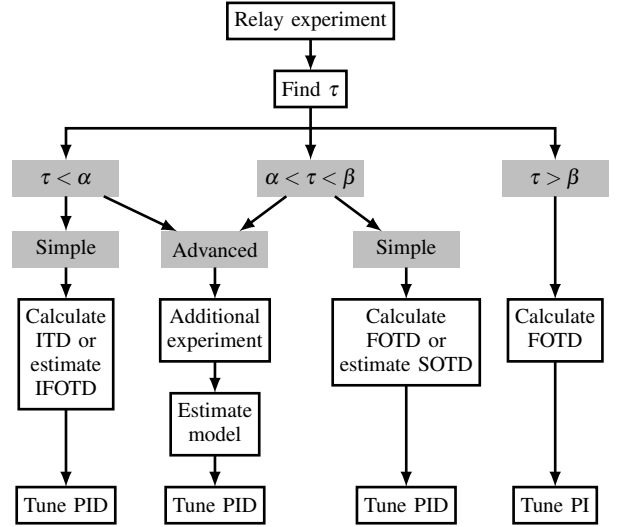 Relay experiment
Find τ
τ < α
α < τ < β
τ > β
Simple
Advanced
Simple
Calculate
ITD or
estimate
IFOTD
Additional
experiment
Calculate
FOTD or
estimate SOTD
Calculate
FOTD
Estimate
model
Tune PID
Tune PID
Tune PID
Tune PI